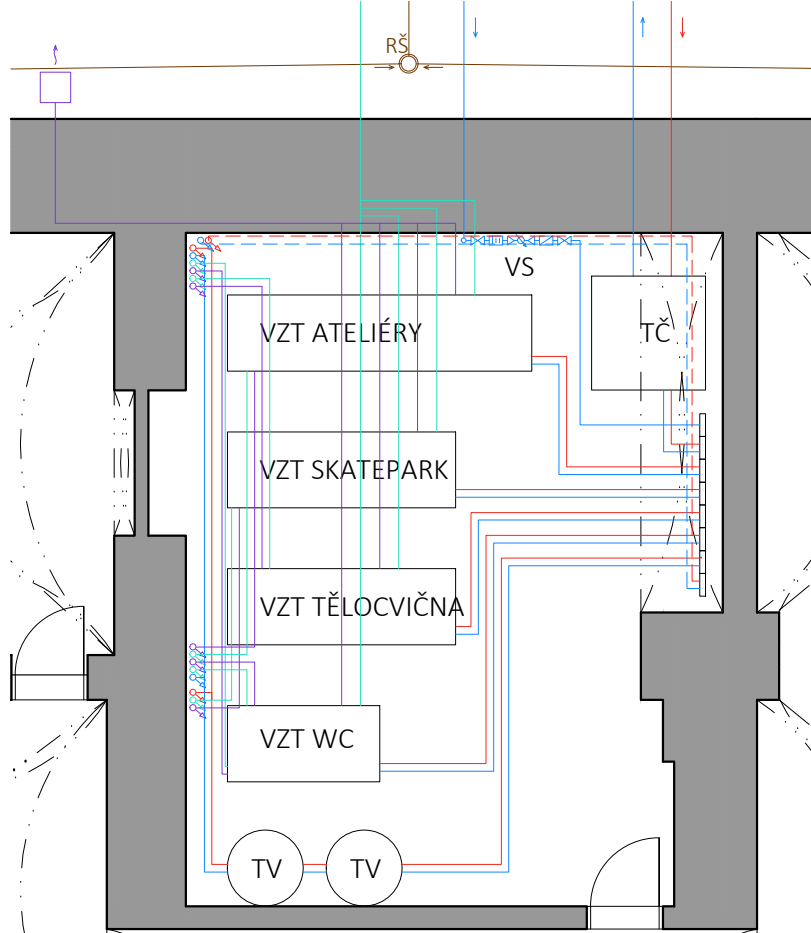 RŠ
VS
VZT ATELIÉRY
TČ
VZT SKATEPARK
VZT TĚLOCVIČNA
VZT WC
TV
TV